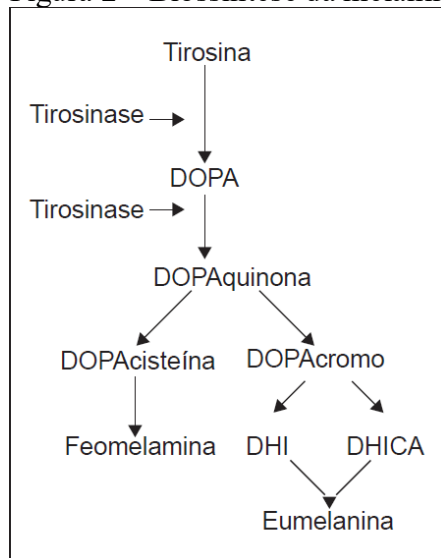 Tirosina
Tirosinase
DOPA
Tirosinase
DOPAquinona
DOPAcisteína DOPAcromo
Feomelamina DHI DHICA
Eumelanina